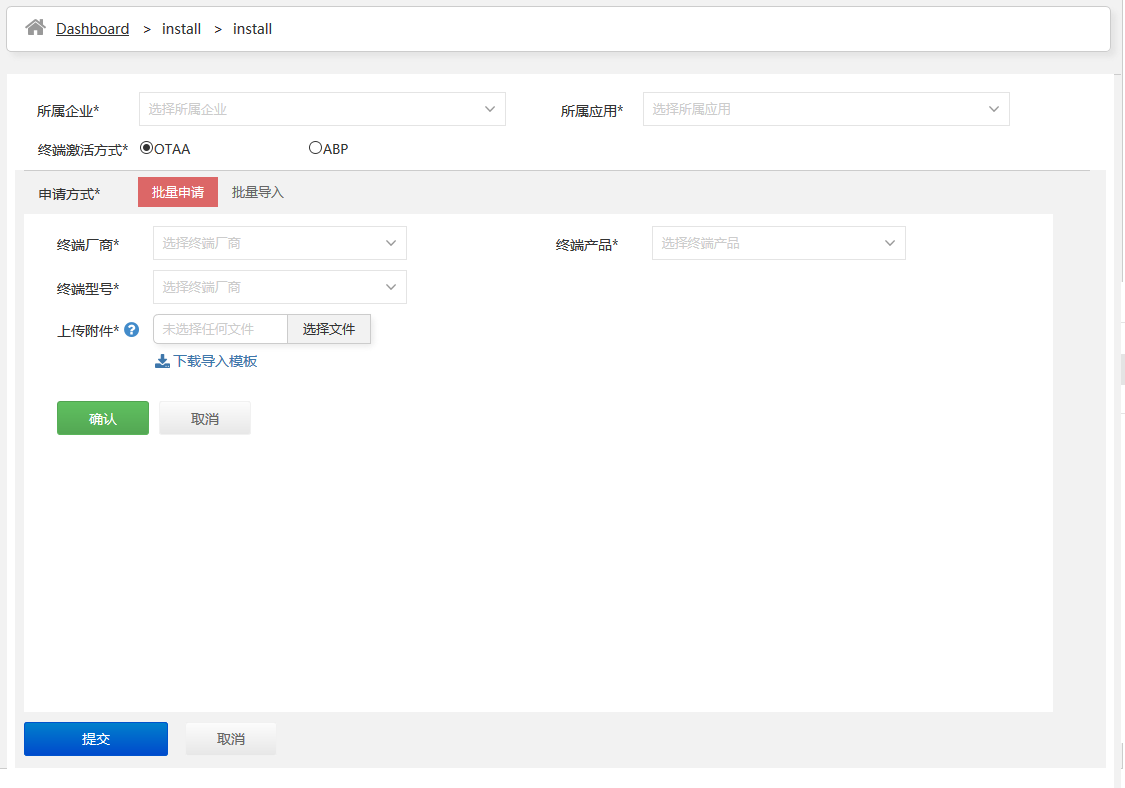 Dashboard > install > install
所属企业* 选择所属企业 所属应用* 选择所属应用
终端激活方式* OTAA ABP
申请方式* 批量申请 批量导入
终端厂商* 选择终端厂商 终端产品* 选择终端产品
终端型号* 选择终端厂商
上传附件* ? 未选择任何文件 选择文件
下载导入模板
确认 取消
提交 取消